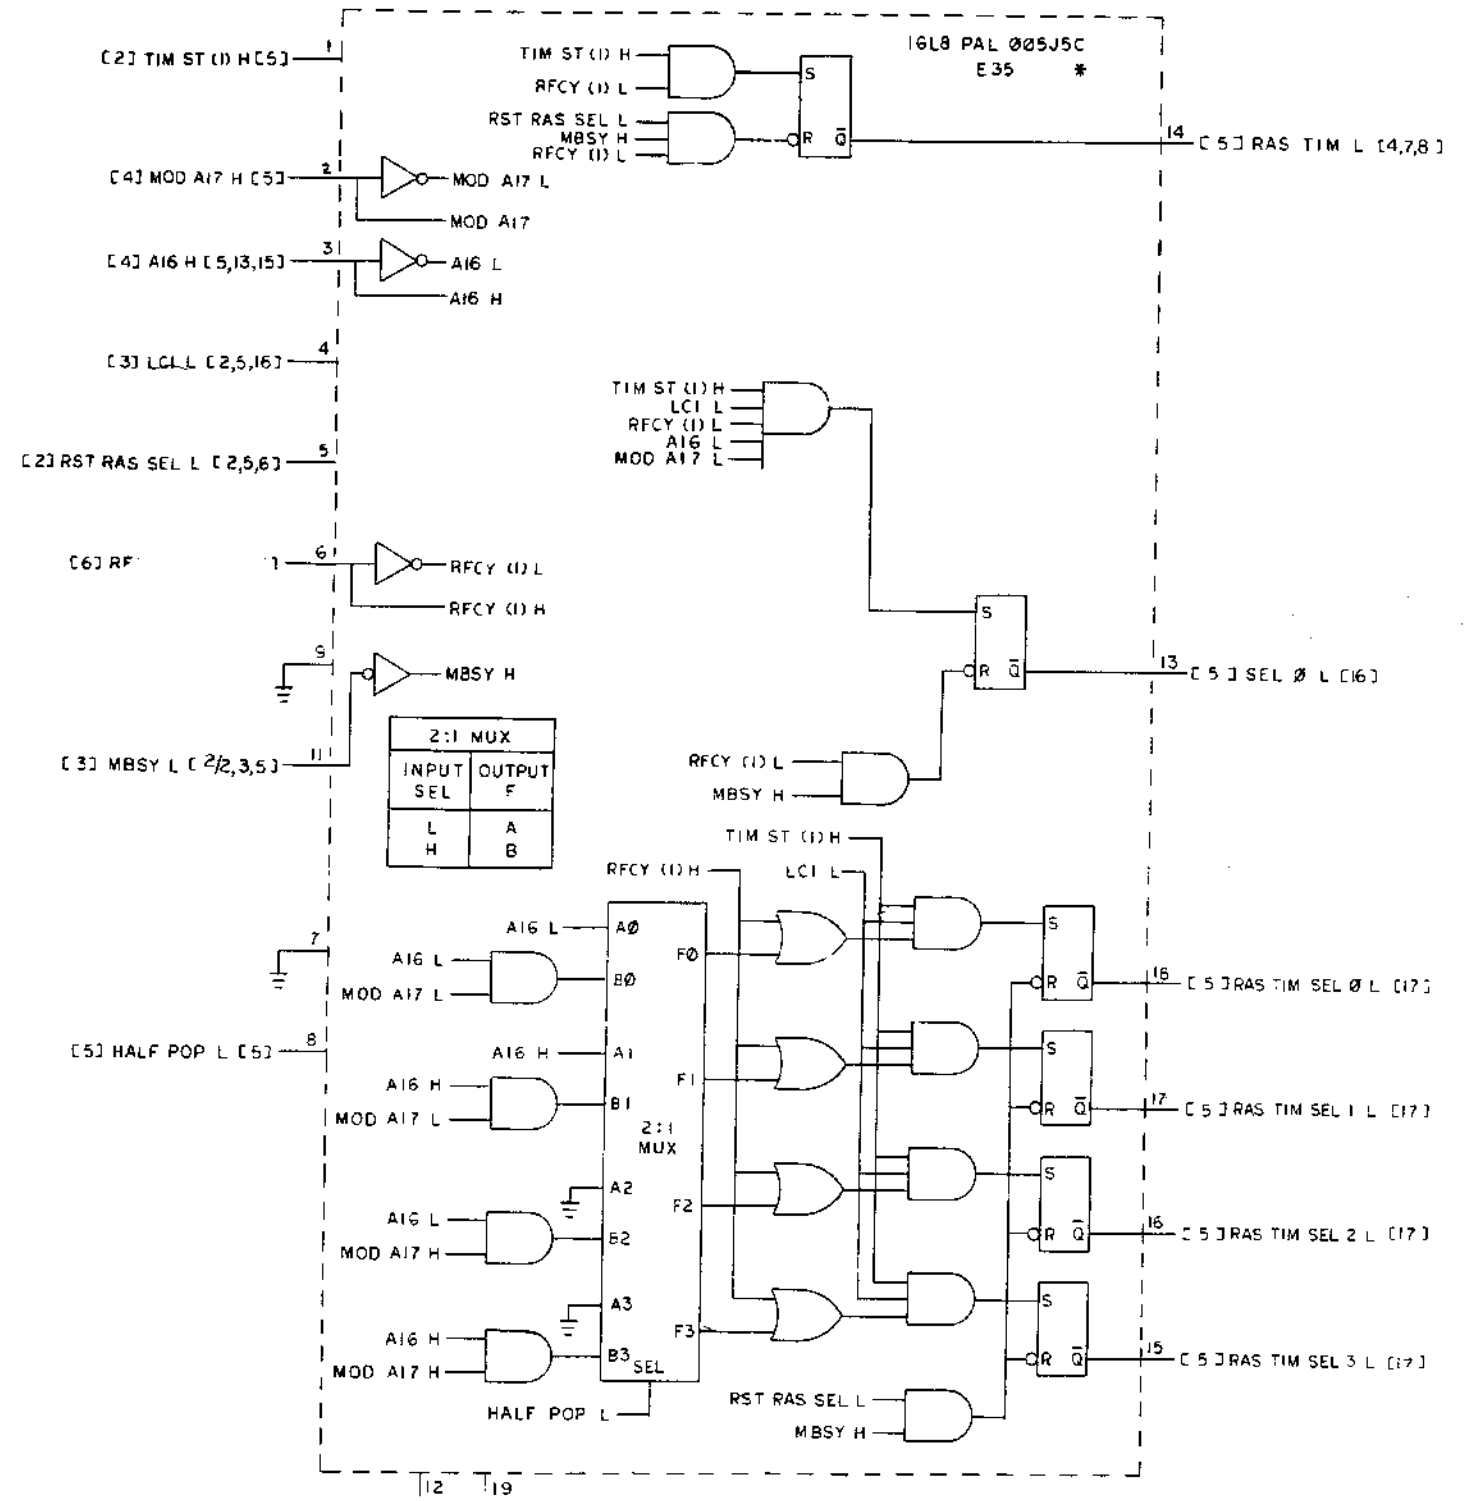 16L8 PAL 005J5C
E35 *
[2] TIM ST (1) H [5]
1
TIM ST (1) H
RFCY (1) L
S
RST RAS SEL L
MBSY H
RFCY (1) L
R Q̅
14
[5] RAS TIM L [4,7,8]
[4] MOD A17 H [5]
2
MOD A17 L
MOD A17
[4] A16 H [5,13,15]
3
A16 L
A16 H
[3] LCI L [2,5,16]
4
TIM ST (1) H
LCI L
RFCY (1) L
A16 L
MOD A17 L
[2] RST RAS SEL L [2,5,6]
5
[6] RF
]
6
RFCY (1) L
RFCY (1) H
S
R Q̅
13
[5] SEL Ø L [16]
9
MBSY H
[3] MBSY L [2/2,3,5]
11
2:1 MUX
INPUT SEL
OUTPUT F
L A
H B
RFCY (1) L
MBSY H
TIM ST (1) H
RFCY (1) H
LCI L
7
A16 L
AØ
A16 L
MOD A17 L
BØ
FØ
S
R Q̅
18
[5] RAS TIM SEL Ø L [17]
[5] HALF POP L [5]
8
A16 H
A1
A16 H
MOD A17 L
B1
F1
S
R Q̅
17
[5] RAS TIM SEL 1 L [17]
2:1
MUX
A2
A16 L
MOD A17 H
B2
F2
S
R Q̅
16
[5] RAS TIM SEL 2 L [17]
A3
A16 H
MOD A17 H
B3
F3
SEL
S
R Q̅
15
[5] RAS TIM SEL 3 L [17]
HALF POP L
RST RAS SEL L
MBSY H
12
19